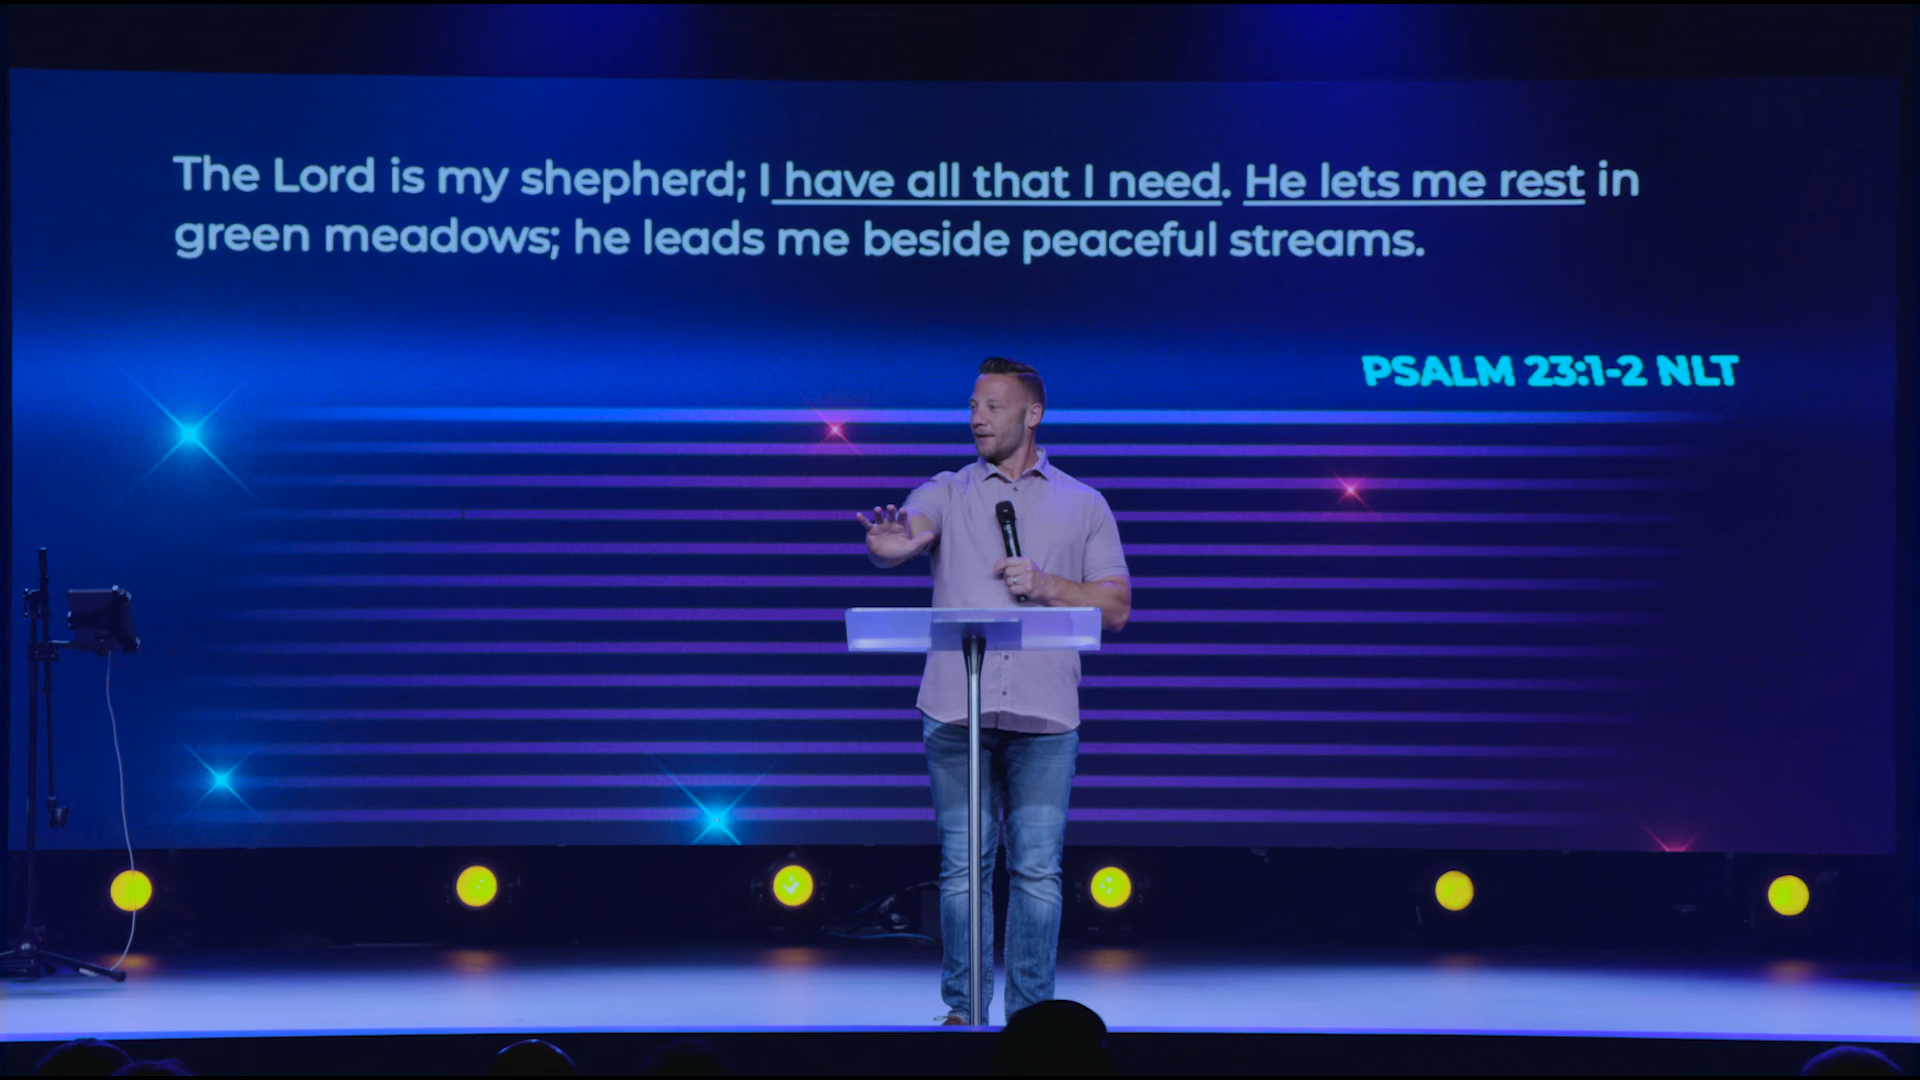 The Lord is my shepherd; I have all that I need. He lets me rest in
green meadows; he leads me beside peaceful streams.
PSALM 23:1-2 NLT